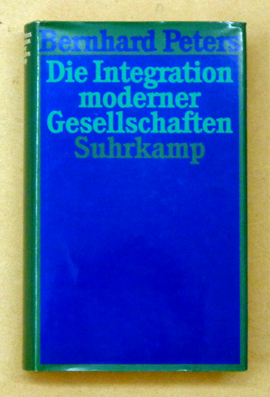 Bernhard Peters
Die Integration
moderner
Gesellschaften
Suhrkamp